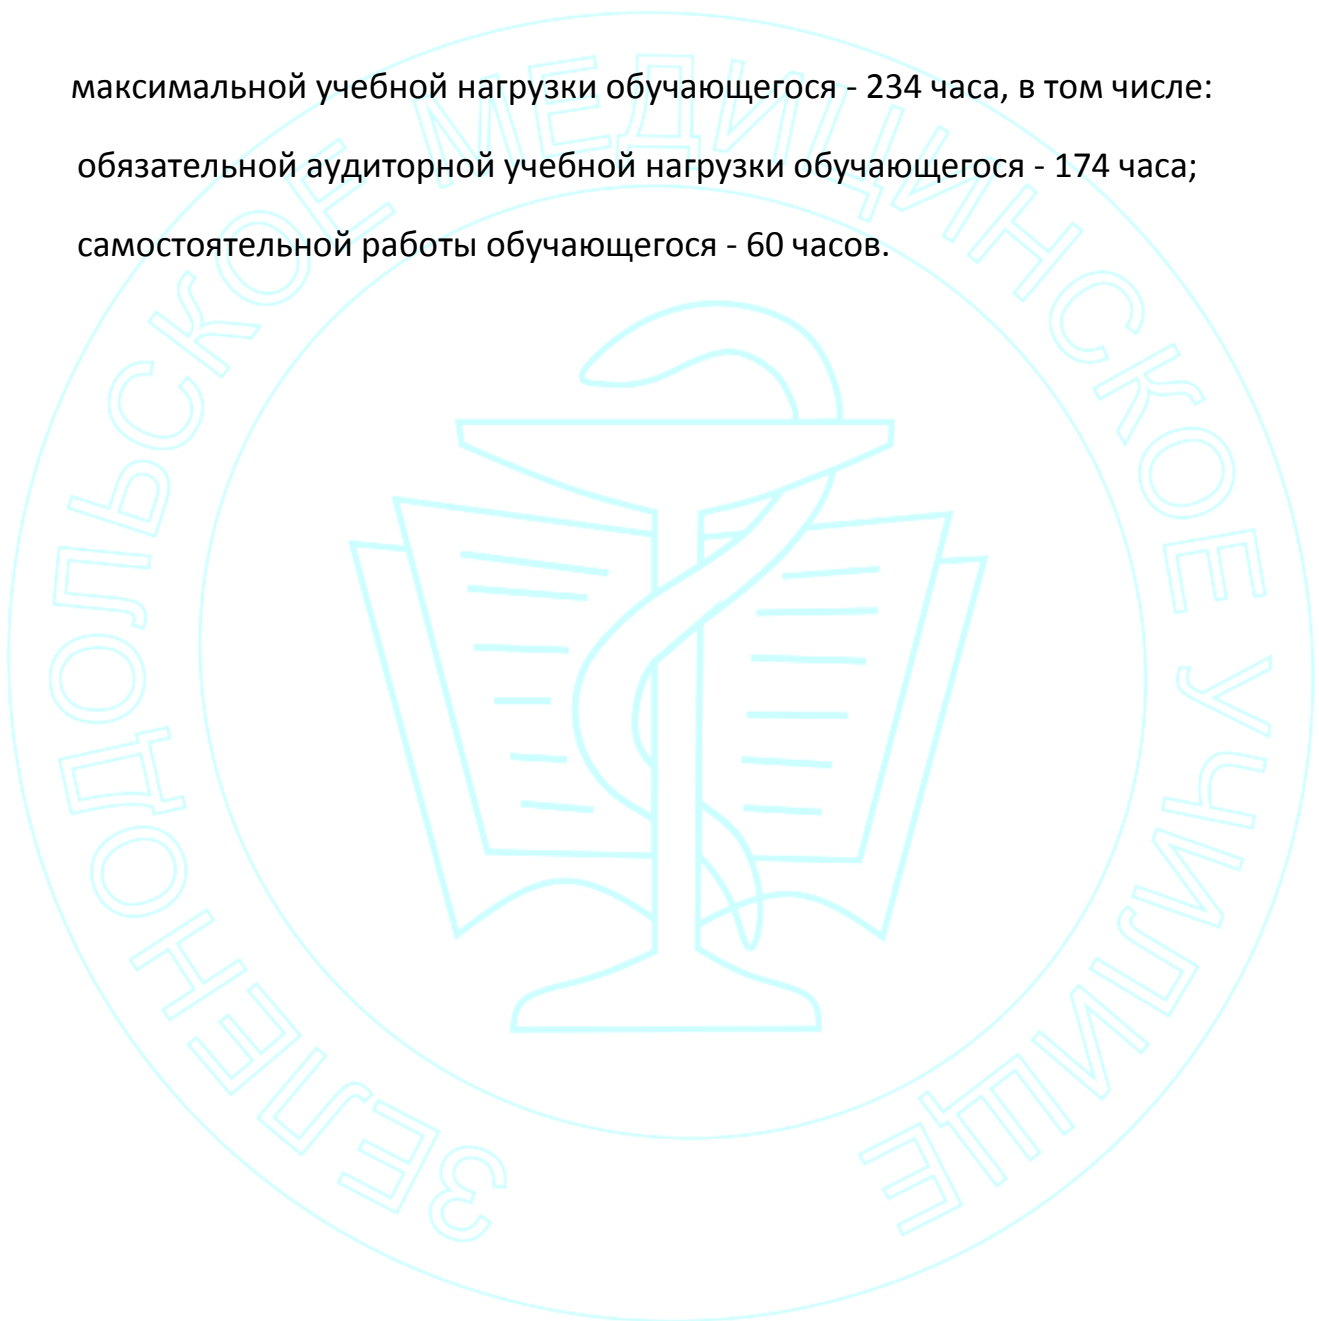 максимальной учебной нагрузки обучающегося - 234 часа, в том числе:
обязательной аудиторной учебной нагрузки обучающегося - 174 часа;
самостоятельной работы обучающегося - 60 часов.
ЗЕЛЕНОДОЛЬСКОЕ МЕДИЦИНСКОЕ УЧИЛИЩЕ